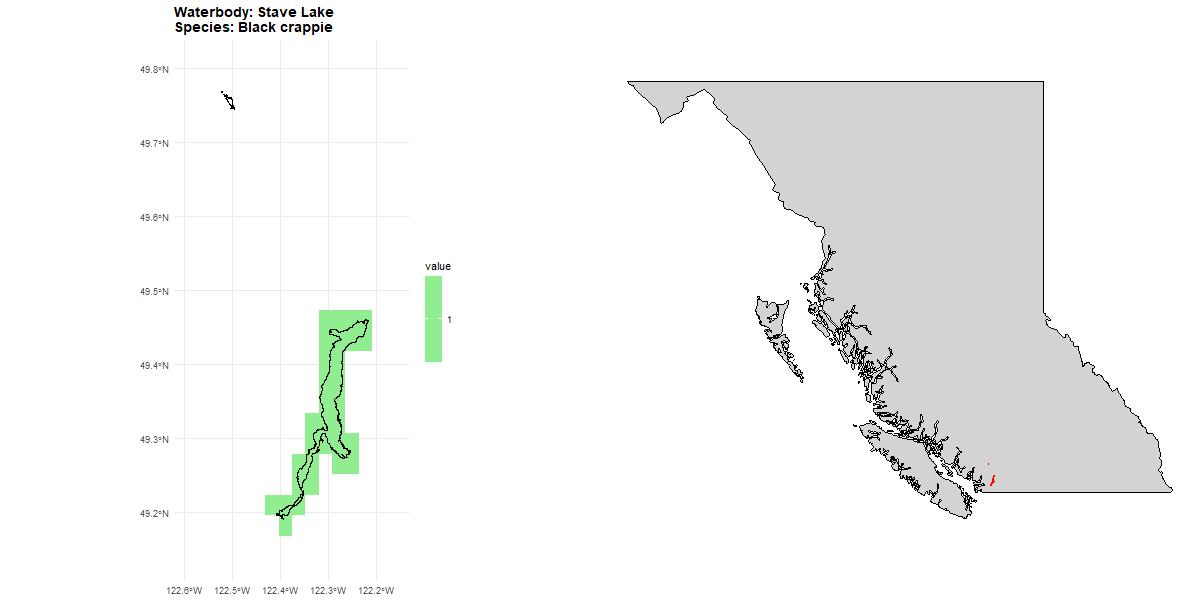 Waterbody: Stave Lake
Species: Black crappie
49.8°N
49.7°N
49.6°N
49.5°N
49.4°N
49.3°N
49.2°N
122.6°W 122.5°W 122.4°W 122.3°W 122.2°W
value
1